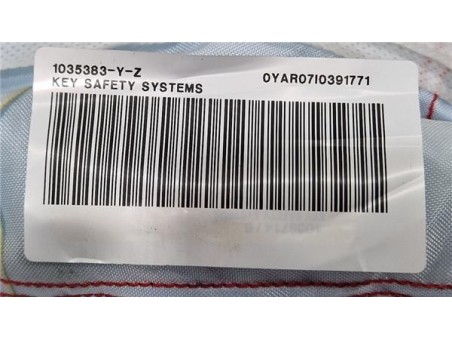 1035383-Y-Z 0YAR07I0391771
KEY SAFETY SYSTEMS